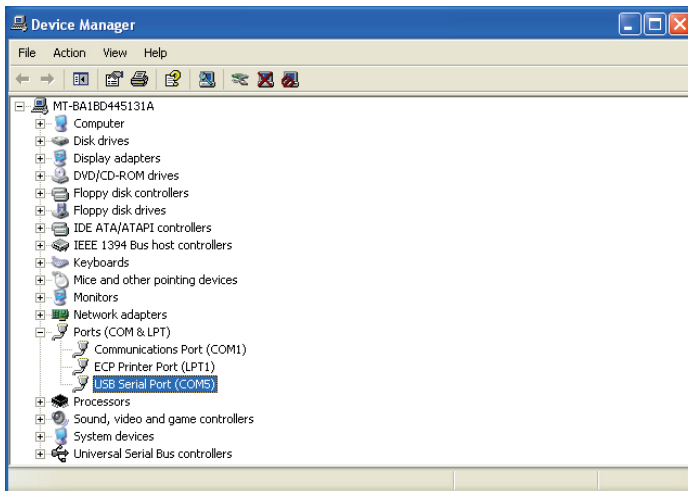 Device Manager
File Action View Help
MT-BA1BD445131A
Computer
Disk drives
Display adapters
DVD/CD-ROM drives
Floppy disk controllers
Floppy disk drives
IDE ATA/ATAPI controllers
IEEE 1394 Bus host controllers
Keyboards
Mice and other pointing devices
Monitors
Network adapters
Ports (COM & LPT)
Communications Port (COM1)
ECP Printer Port (LPT1)
USB Serial Port (COM5)
Processors
Sound, video and game controllers
System devices
Universal Serial Bus controllers